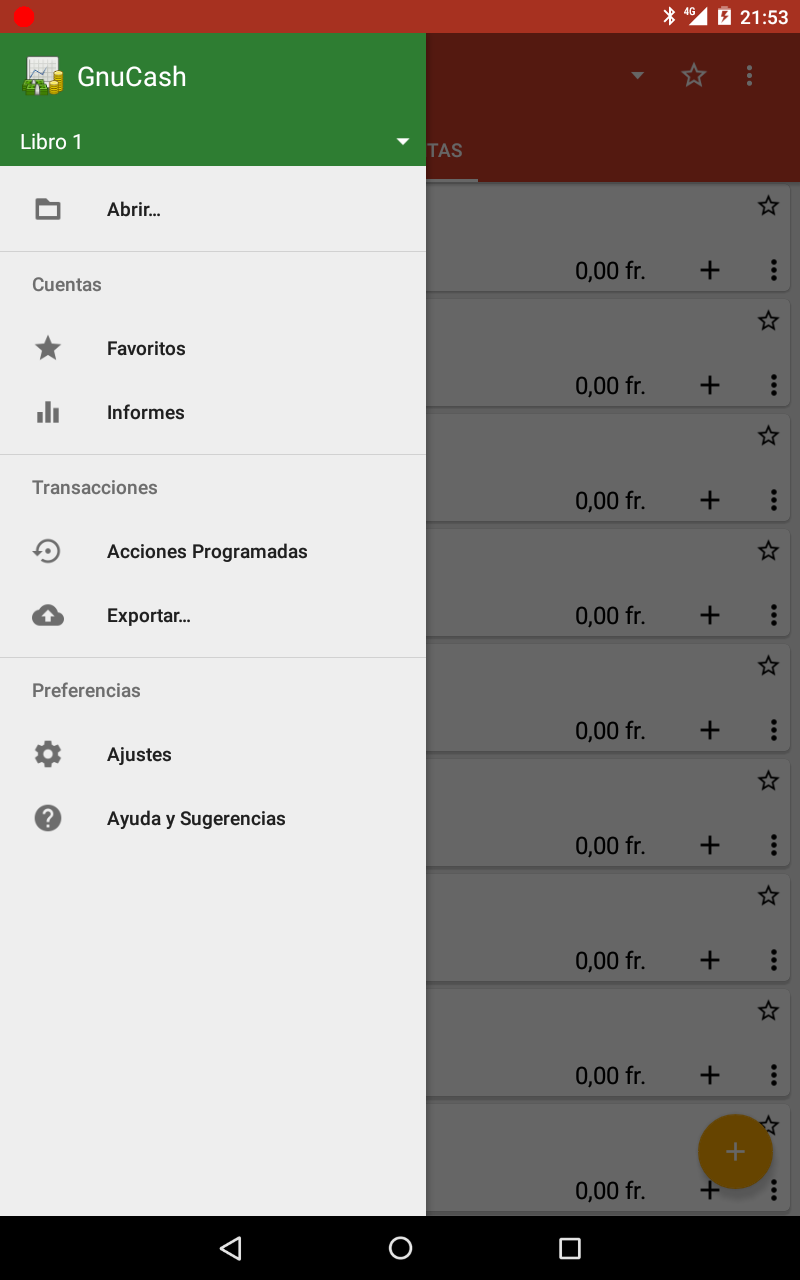 4G 21:53
GnuCash
Libro 1
TAS
Abrir...
0,00 fr.
Cuentas
0,00 fr.
Favoritos
Informes
0,00 fr.
Transacciones
0,00 fr.
Acciones Programadas
Exportar...
0,00 fr.
Preferencias
0,00 fr.
Ajustes
Ayuda y Sugerencias
0,00 fr.
0,00 fr.
0,00 fr.